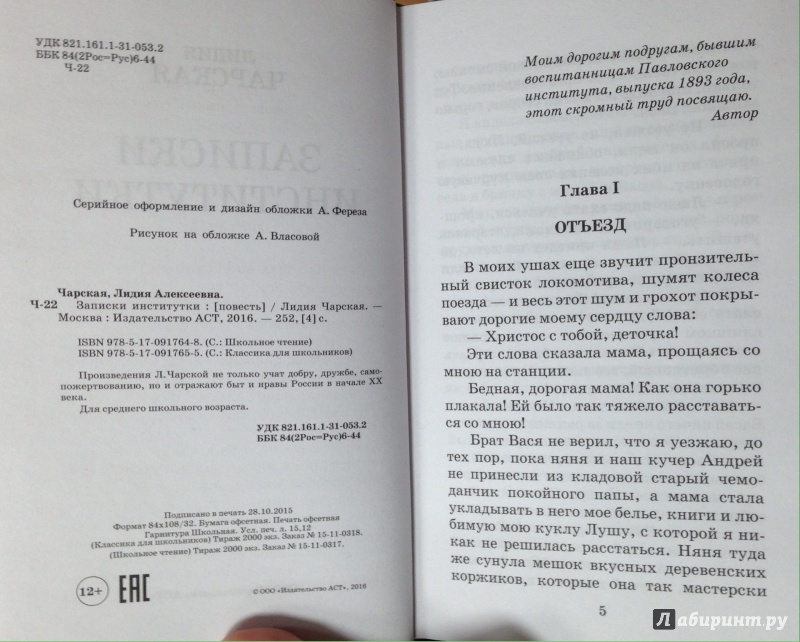 УДК 821.161.1-31-053.2
ББК 84(2Рос=Рус)6-44
Ч-22
ЛИДИЯ
ЧАРСКАЯ
ЗАПИСКИ
ИНСТИТУТКИ
Серийное оформление и дизайн обложки А. Фереза
Рисунок на обложке А. Власовой
Чарская, Лидия Алексеевна.
Ч-22 Записки институтки : [повесть] / Лидия Чарская. —
Москва : Издательство АСТ, 2016. — 252, [4] с.
ISBN 978-5-17-091764-8. (С.: Школьное чтение)
ISBN 978-5-17-091765-5. (С.: Классика для школьников)
Произведения Л.Чарской не только учат добру, дружбе, само-
пожертвованию, но и отражают быт и нравы России в начале XX
века.
Для среднего школьного возраста.
УДК 821.161.1-31-053.2
ББК 84(2Рос=Рус)6-44
Подписано в печать 28.10.2015
Формат 84x108/32. Бумага офсетная. Печать офсетная
Гарнитура Школьная. Усл. печ. л. 15,12
(Классика для школьников) Тираж 2000 экз. Заказ № 15-11-0318.
(Школьное чтение) Тираж 2000 экз. Заказ № 15-11-0317.
12+ ЕАС
© ООО «Издательство АСТ», 2016
Моим дорогим подругам, бывшим
воспитанницам Павловского
института, выпуска 1893 года,
этот скромный труд посвящаю.
Автор
Глава I
ОТЪЕЗД
В моих ушах еще звучит пронзитель-
ный свисток локомотива, шумят колеса
поезда — и весь этот шум и грохот покры-
вают дорогие моему сердцу слова:
— Христос с тобой, деточка!
Эти слова сказала мама, прощаясь со
мною на станции.
Бедная, дорогая мама! Как она горько
плакала! Ей было так тяжело расставать-
ся со мною!
Брат Вася не верил, что я уезжаю, до
тех пор, пока няня и наш кучер Андрей
не принесли из кладовой старый чемо-
данчик покойного папы, а мама стала
укладывать в него мое белье, книги и лю-
бимую мою куклу Лушу, с которой я ни-
как не решилась расстаться. Няня туда
же сунула мешок вкусных деревенских
коржиков, которые она так мастерски
5
Лабиринт.ру